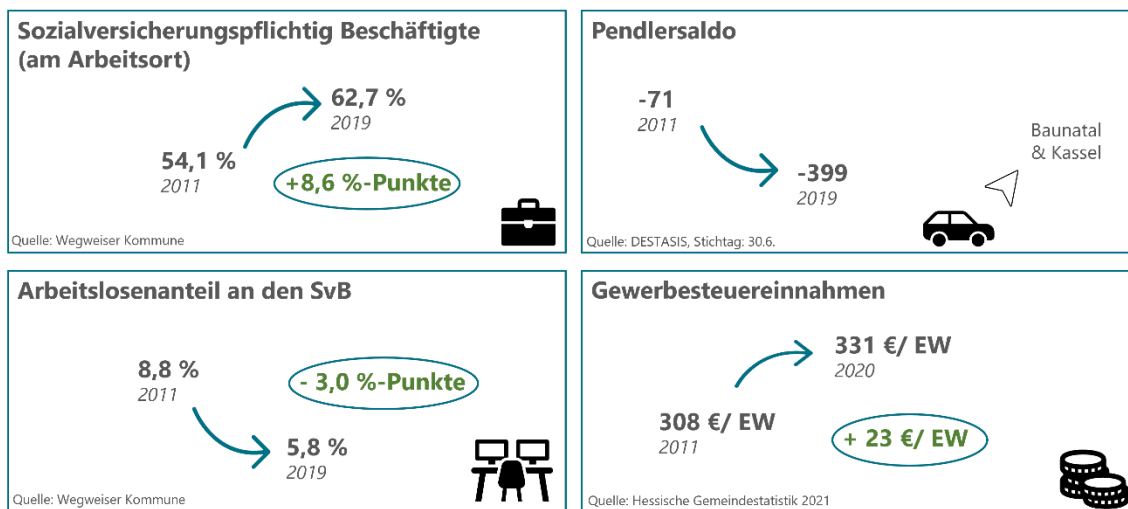 Sozialversicherungspflichtig Beschäftigte
(am Arbeitsort)
62,7 %
2019
54,1 %
2011
+8,6 %-Punkte
Quelle: Wegweiser Kommune
Pendlersaldo
-71
2011
-399
2019
Baunatal
& Kassel
Quelle: DESTASIS, Stichtag: 30.6.
Arbeitslosenanteil an den SvB
8,8 %
2011
- 3,0 %-Punkte
5,8 %
2019
Quelle: Wegweiser Kommune
Gewerbesteuereinnahmen
331 €/ EW
2020
308 €/ EW
2011
+ 23 €/ EW
Quelle: Hessische Gemeindestatistik 2021